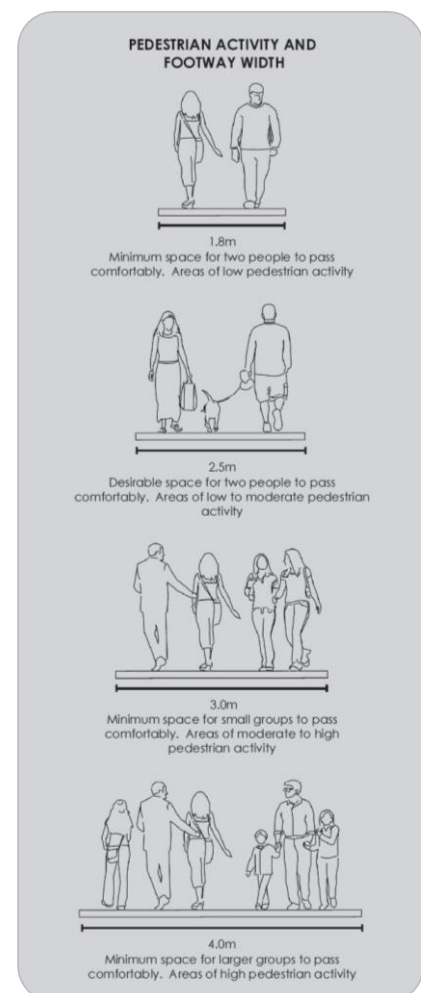 PEDESTRIAN ACTIVITY AND
FOOTWAY WIDTH
1.8m
Minimum space for two people to pass
comfortably. Areas of low pedestrian activity
2.5m
Desirable space for two people to pass
comfortably. Areas of low to moderate pedestrian
activity
3.0m
Minimum space for small groups to pass
comfortably. Areas of moderate to high
pedestrian activity
4.0m
Minimum space for larger groups to pass
comfortably. Areas of high pedestrian activity